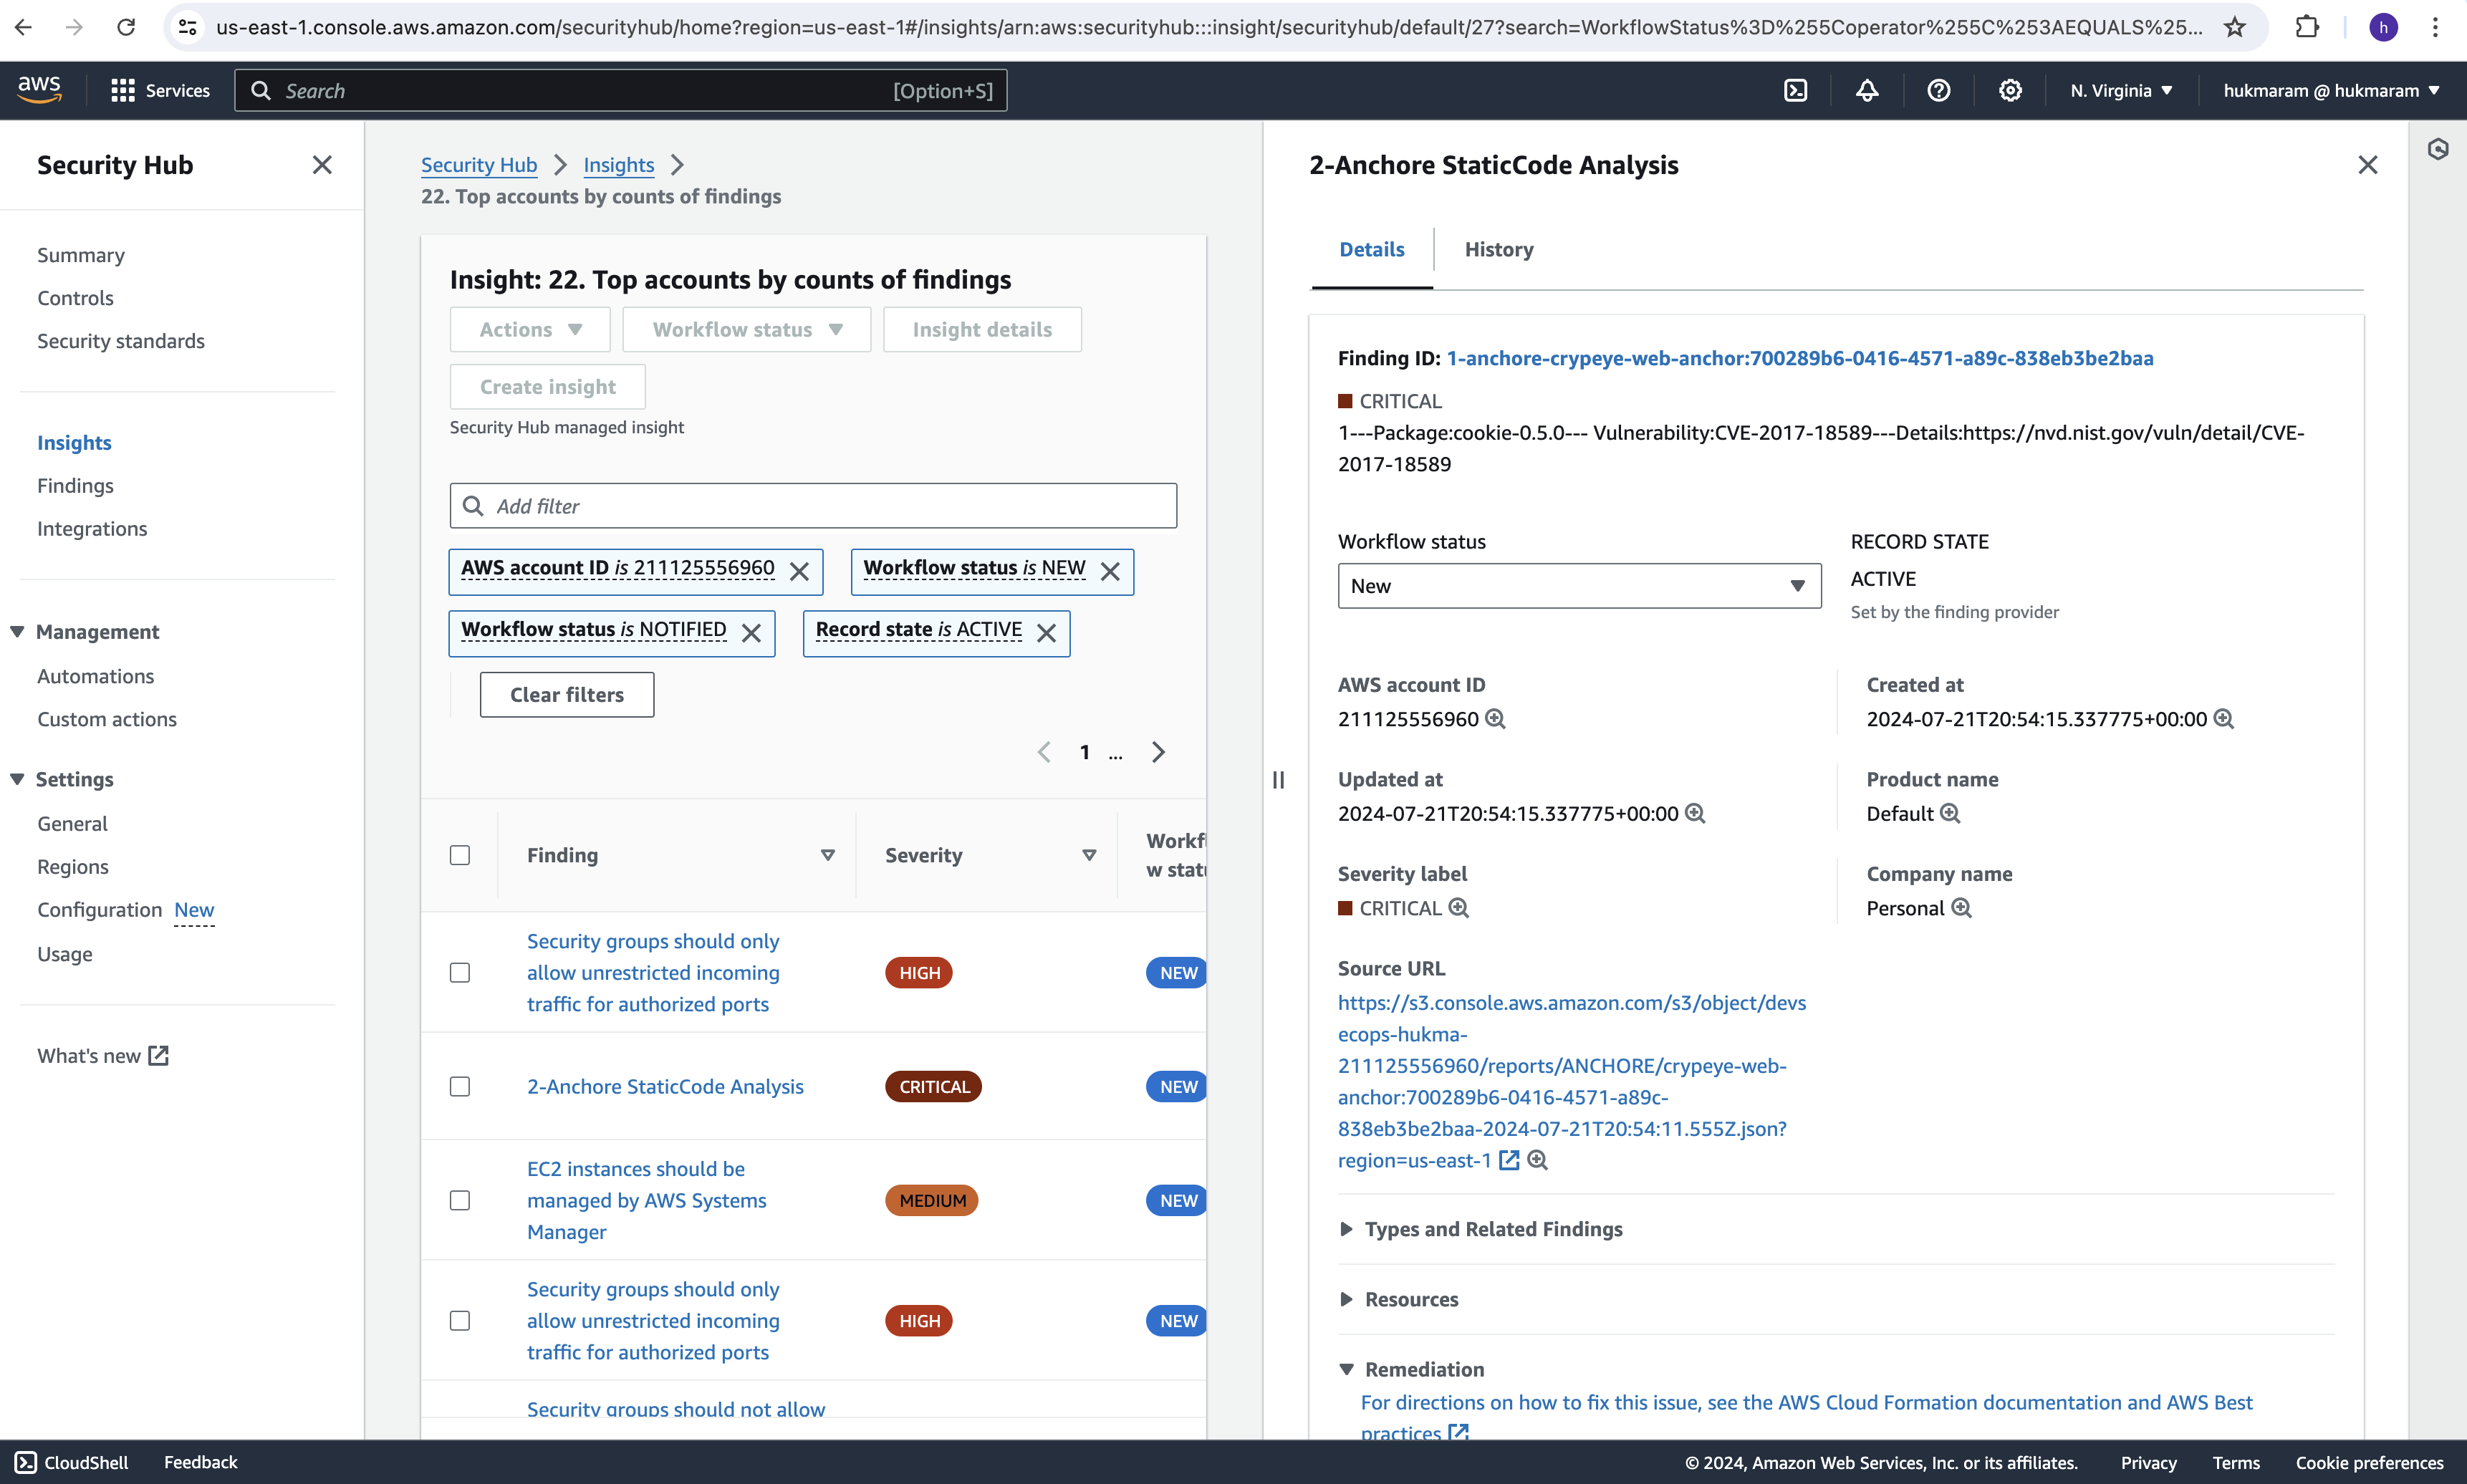 us-east-1.console.aws.amazon.com/securityhub/home?region=us-east-1#/insights/arn:aws:securityhub:::insight/securityhub/default/27?search=WorkflowStatus%3D%255Coperator%255C%253AEQUALS%25...
h
aws
Services
Search
[Option+S]
N. Virginia
hukmaram @ hukmaram
Security Hub
Summary
Controls
Security standards
Insights
Findings
Integrations
Management
Automations
Custom actions
Settings
General
Regions
Configuration New
Usage
What's new
Security Hub
Insights
22. Top accounts by counts of findings
Insight: 22. Top accounts by counts of findings
Actions
Workflow status
Insight details
Create insight
Security Hub managed insight
Add filter
AWS account ID is 211125556960
Workflow status is NEW
Workflow status is NOTIFIED
Record state is ACTIVE
Clear filters
1 ...
Finding
Severity
Workfl
w statu
Security groups should only
allow unrestricted incoming
traffic for authorized ports
HIGH
NEW
2-Anchore StaticCode Analysis
CRITICAL
NEW
EC2 instances should be
managed by AWS Systems
Manager
MEDIUM
NEW
Security groups should only
allow unrestricted incoming
traffic for authorized ports
HIGH
NEW
Security groups should not allow
2-Anchore StaticCode Analysis
Details
History
Finding ID: 1-anchore-crypeye-web-anchor:700289b6-0416-4571-a89c-838eb3be2baa
CRITICAL
1---Package:cookie-0.5.0--- Vulnerability:CVE-2017-18589---Details:https://nvd.nist.gov/vuln/detail/CVE-
2017-18589
Workflow status
New
RECORD STATE
ACTIVE
Set by the finding provider
AWS account ID
211125556960
Created at
2024-07-21T20:54:15.337775+00:00
Updated at
2024-07-21T20:54:15.337775+00:00
Product name
Default
Severity label
CRITICAL
Company name
Personal
Source URL
https://s3.console.aws.amazon.com/s3/object/devs
ecops-hukma-
211125556960/reports/ANCHORE/crypeye-web-
anchor:700289b6-0416-4571-a89c-
838eb3be2baa-2024-07-21T20:54:11.555Z.json?
region=us-east-1
Types and Related Findings
Resources
Remediation
For directions on how to fix this issue, see the AWS Cloud Formation documentation and AWS Best
practices
CloudShell
Feedback
© 2024, Amazon Web Services, Inc. or its affiliates.
Privacy
Terms
Cookie preferences